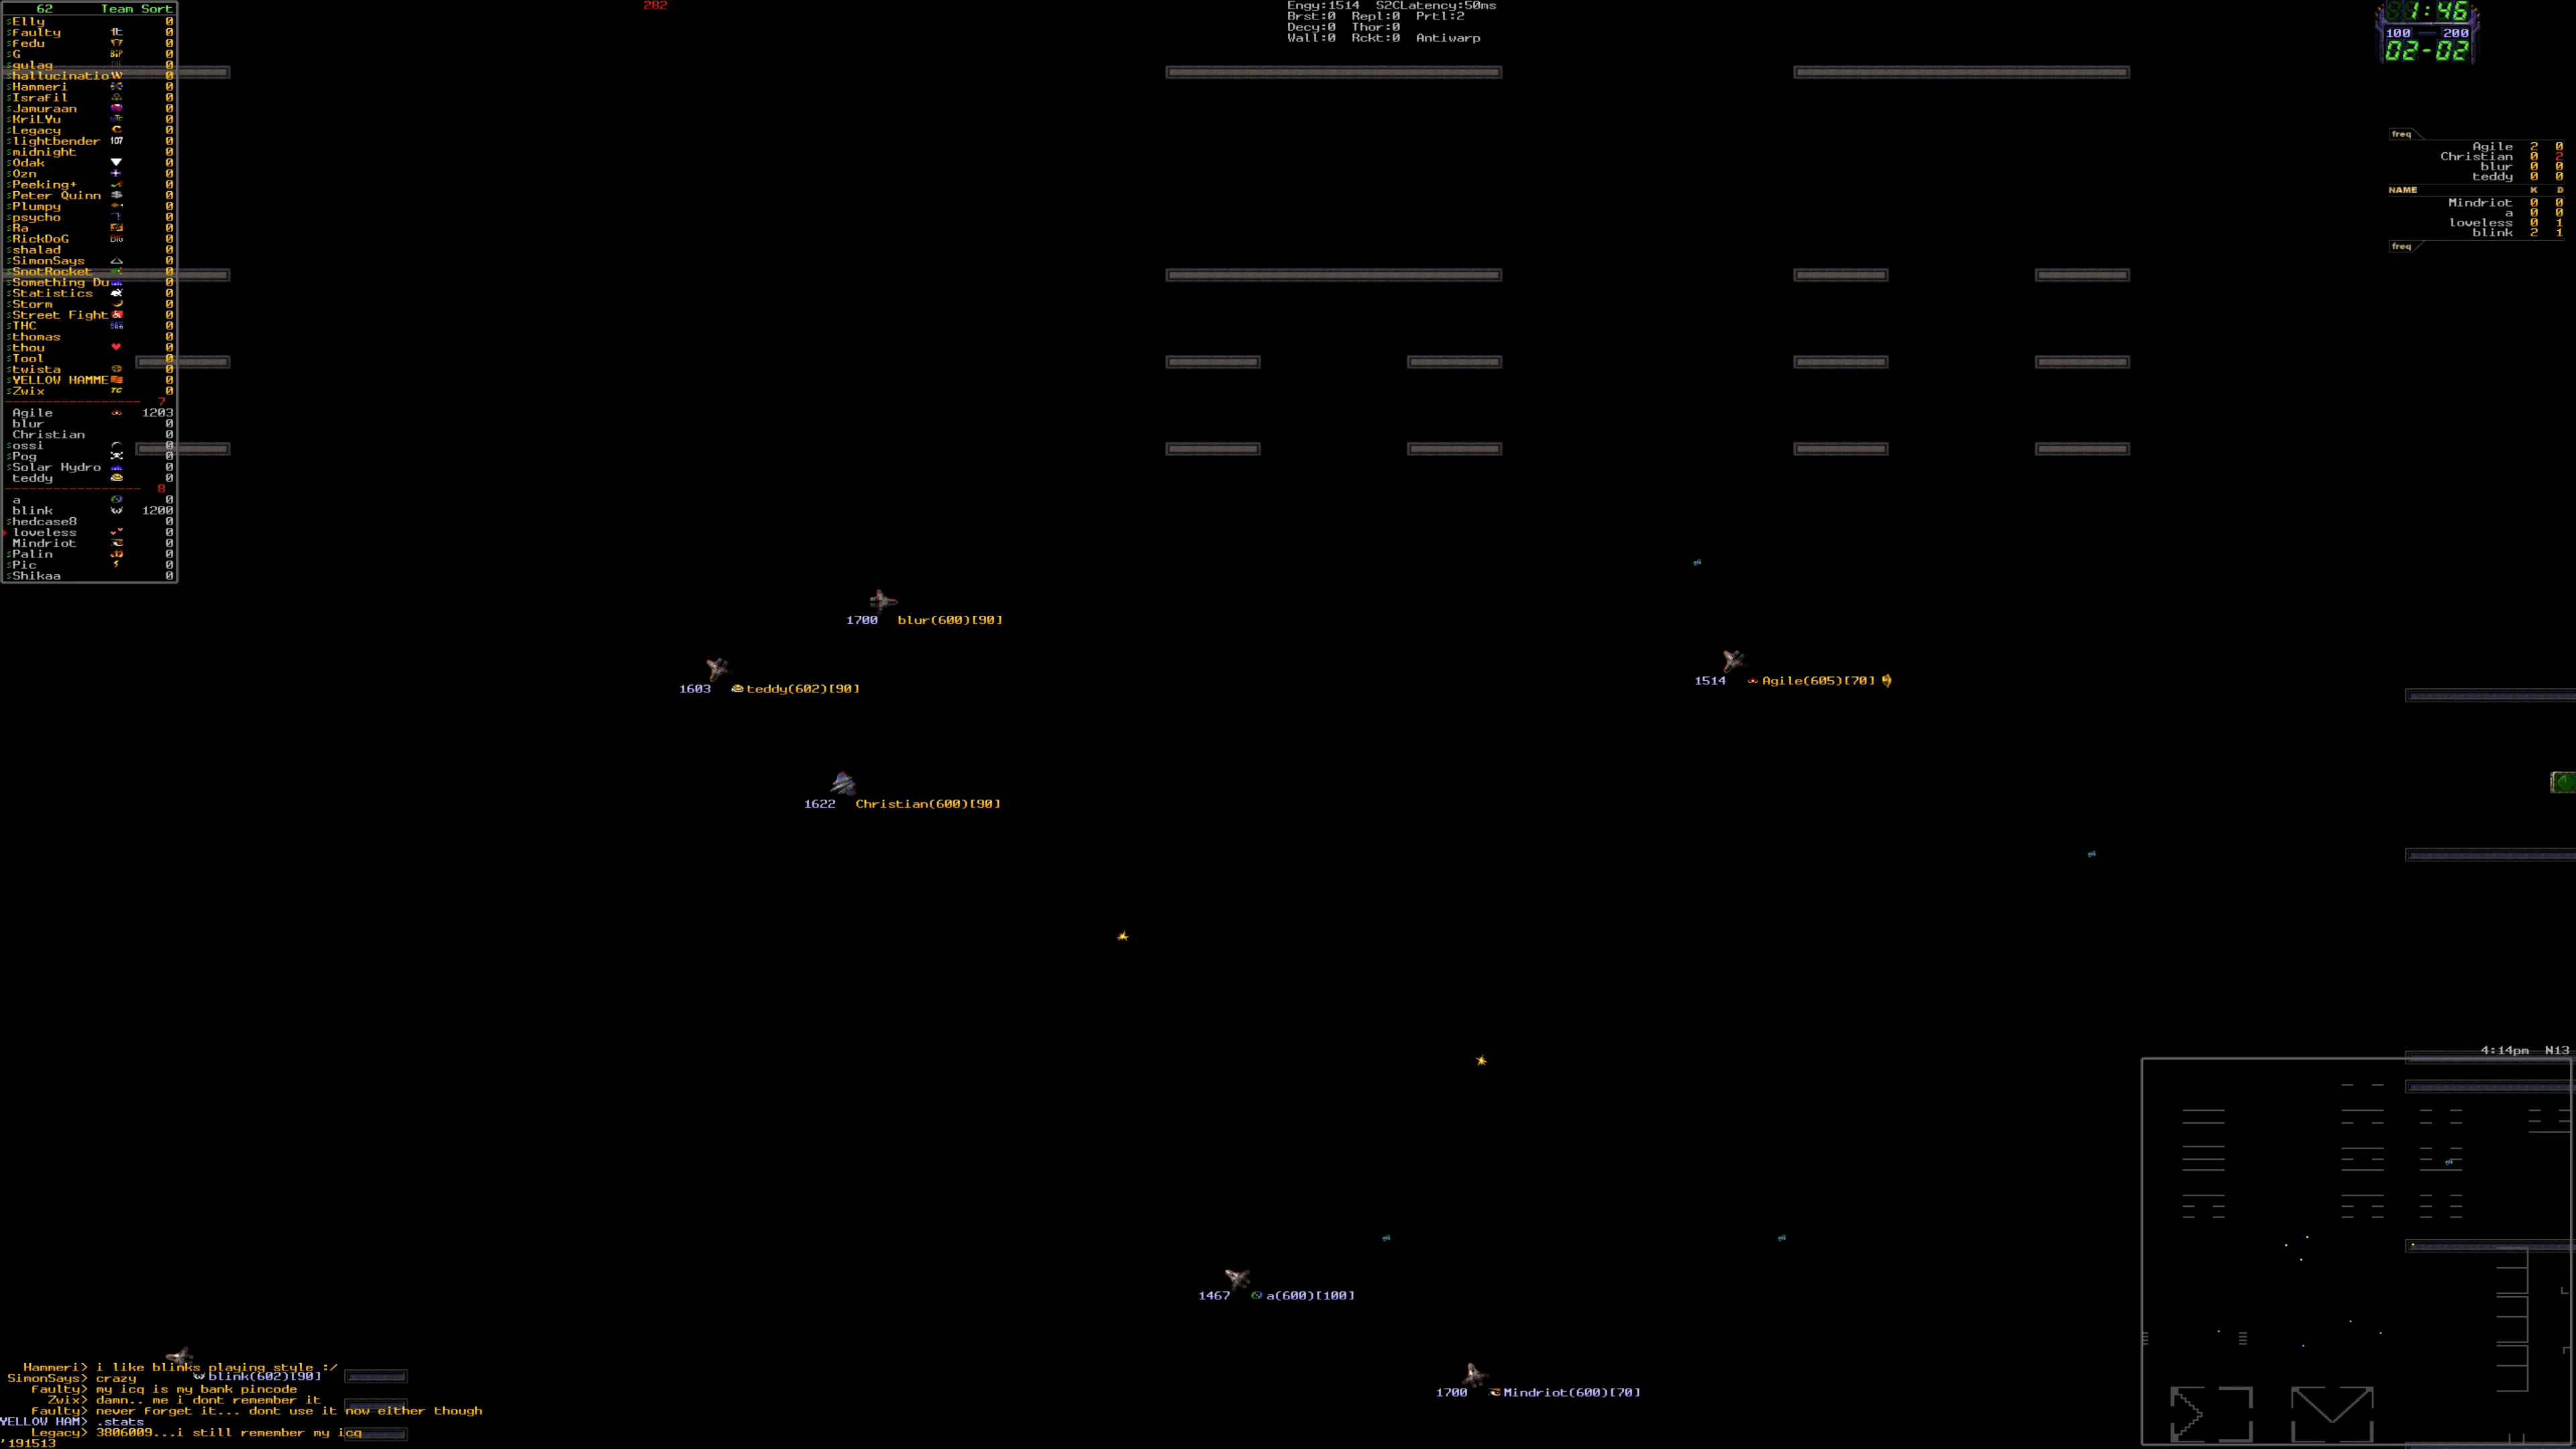 62 Team Sort
Elly 0
Faulty 1t 0
Fedu 0
G 0
gulag 0
hallucinatio W 0
Hammeri 0
Israfil 0
Jamuraan 0
KriLYu 0
Legacy C 0
lightbender 107 0
midnight 0
Odak 0
Ozn 0
Peeking+ 0
Peter Quinn 0
Plumpy 0
psycho 0
Ra 0
RickDoG BIG 0
shalad 0
SimonSays 0
SnotRocket 0
Something Du 0
Statistics 0
Storm 0
Street Fight 0
THC 0
thomas 0
thou 0
Tool 0
twista 0
YELLOW HAMME 0
Zwix TC 0
7
Agile 1203
blur 0
Christian 0
ossi 0
Pog 0
Solar Hydro 0
teddy 0
8
a 0
blink 1200
hedcase8 0
loveless 0
Mindriot 0
Palin 0
Pic 0
Shikaa 0
282
Engy:1514 S2CLatency:50ms
Brst:0 Repl:0 Prtl:2
Decy:0 Thor:0
Wall:0 Rckt:0 Antiwarp
1:46
100 200
02-02
freq
Agile 2 0
Christian 0 2
blur 0 0
teddy 0 0
NAME K D
Mindriot 0 0
a 0 0
loveless 0 1
blink 2 1
freq
1700 blur(600)[90]
1603 teddy(602)[90]
1514 Agile(605)[70]
1622 Christian(600)[90]
4:14pm N13
1467 a(600)[100]
1700 Mindriot(600)[70]
blink(602)[90]
Hammeri> i like blinks playing style :/
SimonSays> crazy
Faulty> my icq is my bank pincode
Zwix> damn.. me i dont remember it
Faulty> never forget it... dont use it now either though
YELLOW HAM> .stats
Legacy> 3806009...i still remember my icq
'191513